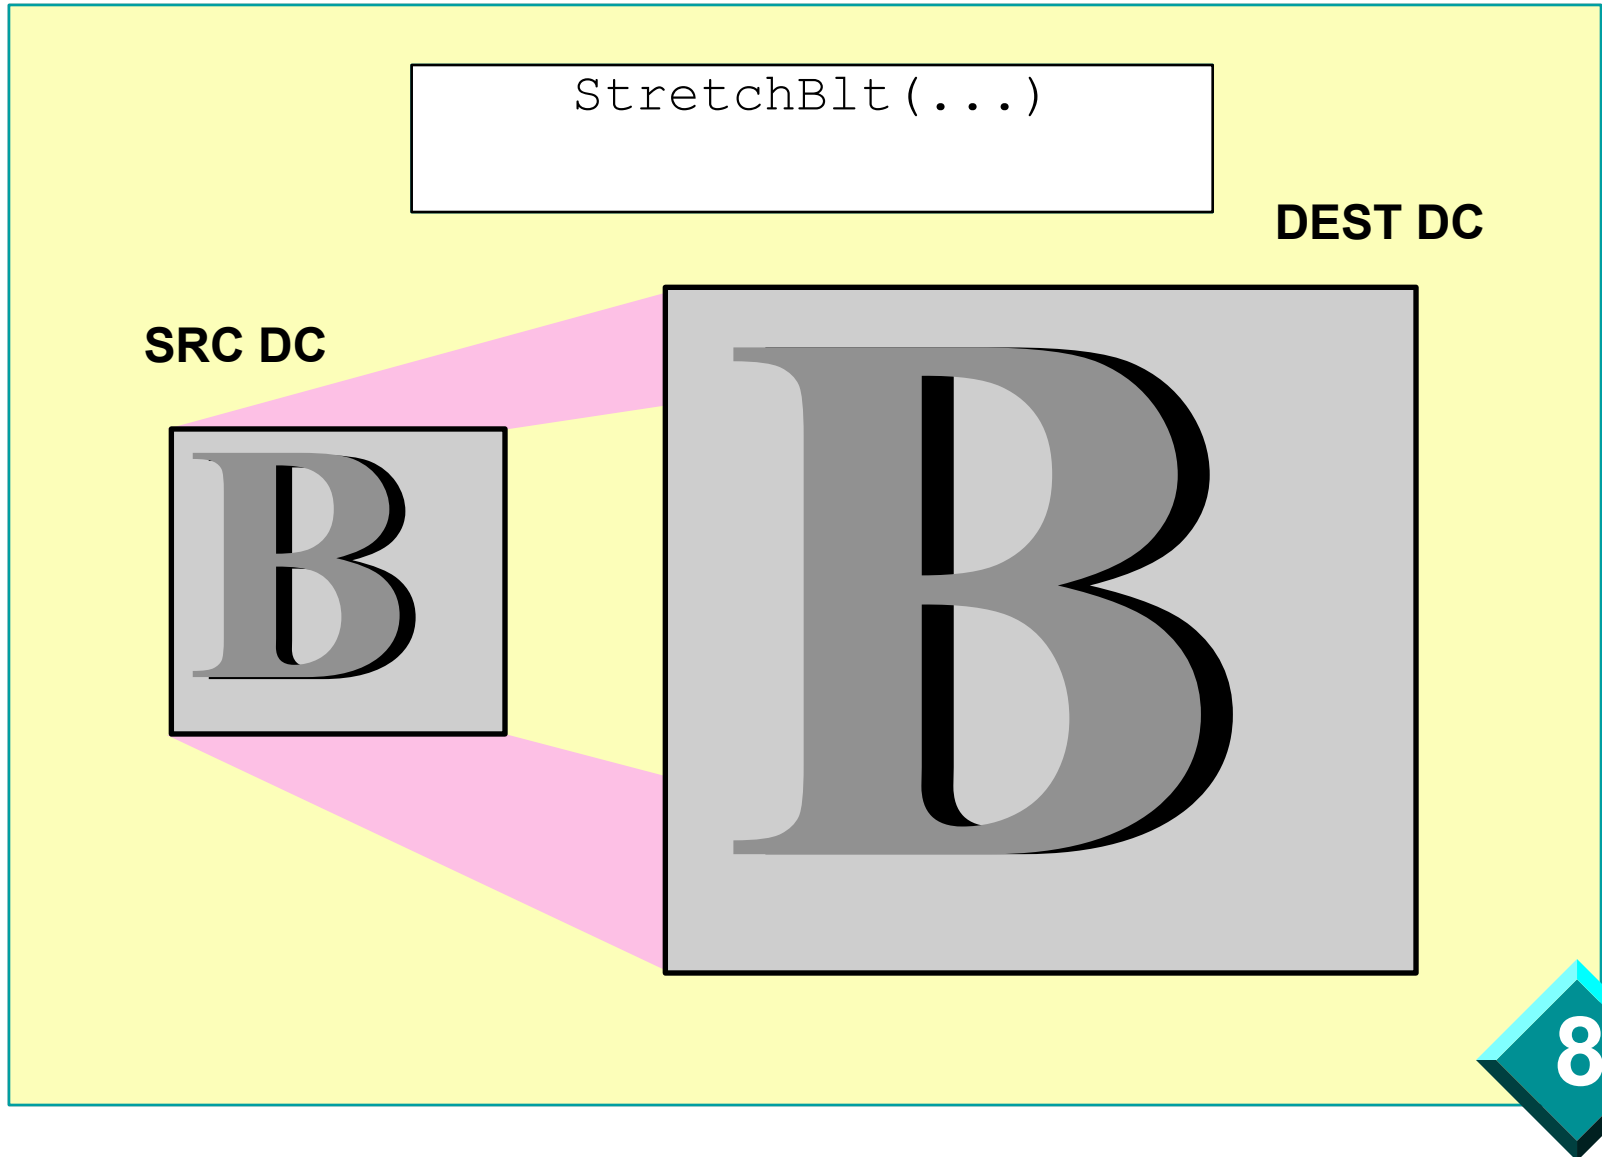 StretchBlt(...)
DEST DC
SRC DC
B
B
8